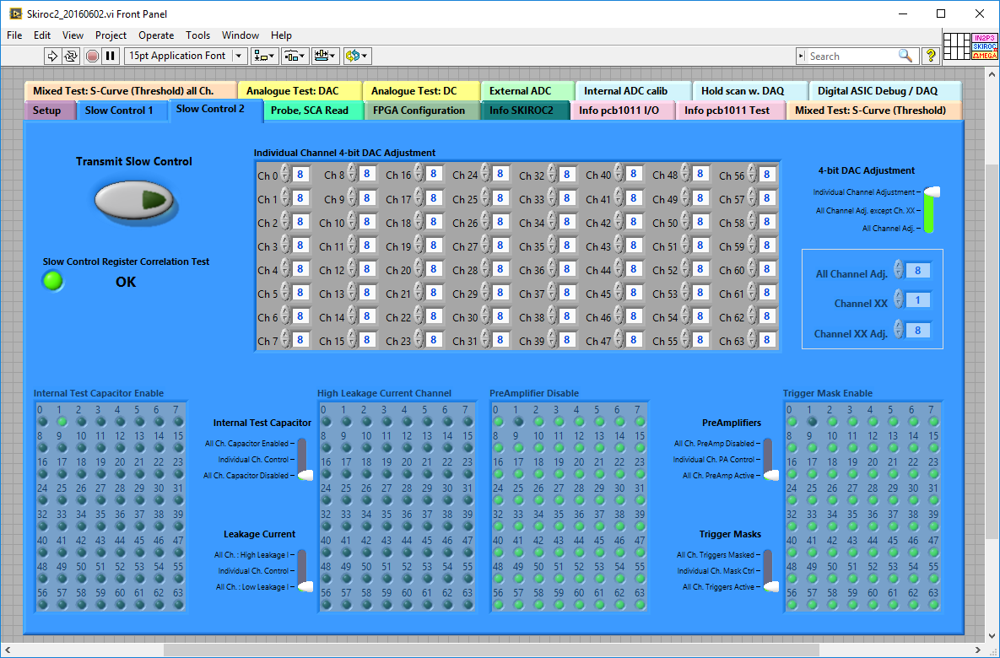 Skiroc2_20160602.vi Front Panel
File Edit View Project Operate Tools Window Help
15pt Application Font
Search
IN2P3
SKIROC
ΩMEGA
Mixed Test: S-Curve (Threshold) all Ch. Analogue Test: DAC Analogue Test: DC External ADC Internal ADC calib Hold scan w. DAQ Digital ASIC Debug / DAQ
Setup Slow Control 1 Slow Control 2 Probe, SCA Read FPGA Configuration Info SKIROC2 Info pcb1011 I/O Info pcb1011 Test Mixed Test: S-Curve (Threshold)
Transmit Slow Control
Slow Control Register Correlation Test
OK
Individual Channel 4-bit DAC Adjustment
Ch 0 8 Ch 8 8 Ch 16 8 Ch 24 8 Ch 32 8 Ch 40 8 Ch 48 8 Ch 56 8
Ch 1 8 Ch 9 8 Ch 17 8 Ch 25 8 Ch 33 8 Ch 41 8 Ch 49 8 Ch 57 8
Ch 2 8 Ch 10 8 Ch 18 8 Ch 26 8 Ch 34 8 Ch 42 8 Ch 50 8 Ch 58 8
Ch 3 8 Ch 11 8 Ch 19 8 Ch 27 8 Ch 35 8 Ch 43 8 Ch 51 8 Ch 59 8
Ch 4 8 Ch 12 8 Ch 20 8 Ch 28 8 Ch 36 8 Ch 44 8 Ch 52 8 Ch 60 8
Ch 5 8 Ch 13 8 Ch 21 8 Ch 29 8 Ch 37 8 Ch 45 8 Ch 53 8 Ch 61 8
Ch 6 8 Ch 14 8 Ch 22 8 Ch 30 8 Ch 38 8 Ch 46 8 Ch 54 8 Ch 62 8
Ch 7 8 Ch 15 8 Ch 23 8 Ch 31 8 Ch 39 8 Ch 47 8 Ch 55 8 Ch 63 8
4-bit DAC Adjustment
Individual Channel Adjustment
All Channel Adj. except Ch. XX
All Channel Adj.
All Channel Adj. 8
Channel XX 1
Channel XX Adj. 8
Internal Test Capacitor Enable
0 1 2 3 4 5 6 7
8 9 10 11 12 13 14 15
16 17 18 19 20 21 22 23
24 25 26 27 28 29 30 31
32 33 34 35 36 37 38 39
40 41 42 43 44 45 46 47
48 49 50 51 52 53 54 55
56 57 58 59 60 61 62 63
Internal Test Capacitor
All Ch. Capacitor Enabled
Individual Ch. Control
All Ch. Capacitor Disabled
Leakage Current
All Ch. : High Leakage I
Individual Ch. Control
All Ch. : Low Leakage I
High Leakage Current Channel
0 1 2 3 4 5 6 7
8 9 10 11 12 13 14 15
16 17 18 19 20 21 22 23
24 25 26 27 28 29 30 31
32 33 34 35 36 37 38 39
40 41 42 43 44 45 46 47
48 49 50 51 52 53 54 55
56 57 58 59 60 61 62 63
PreAmplifier Disable
0 1 2 3 4 5 6 7
8 9 10 11 12 13 14 15
16 17 18 19 20 21 22 23
24 25 26 27 28 29 30 31
32 33 34 35 36 37 38 39
40 41 42 43 44 45 46 47
48 49 50 51 52 53 54 55
56 57 58 59 60 61 62 63
PreAmplifiers
All Ch. PreAmp Disabled
Individual Ch. PA Control
All Ch. PreAmp Active
Trigger Masks
All Ch. Triggers Masked
Individual Ch. Mask Ctrl
All Ch. Triggers Active
Trigger Mask Enable
0 1 2 3 4 5 6 7
8 9 10 11 12 13 14 15
16 17 18 19 20 21 22 23
24 25 26 27 28 29 30 31
32 33 34 35 36 37 38 39
40 41 42 43 44 45 46 47
48 49 50 51 52 53 54 55
56 57 58 59 60 61 62 63